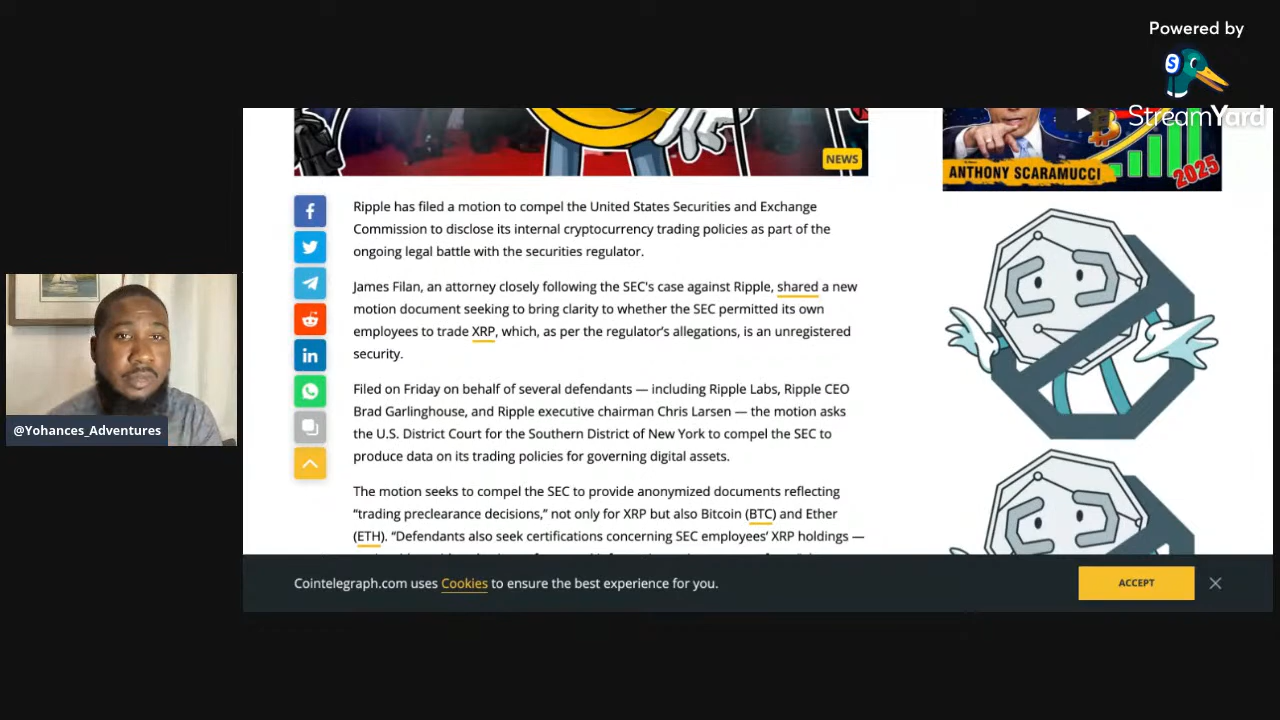 Powered by
S
StreamYard
NEWS
ANTHONY SCARAMUCCI
2025
Ripple has filed a motion to compel the United States Securities and Exchange
Commission to disclose its internal cryptocurrency trading policies as part of the
ongoing legal battle with the securities regulator.
James Filan, an attorney closely following the SEC's case against Ripple, shared a new
motion document seeking to bring clarity to whether the SEC permitted its own
employees to trade XRP, which, as per the regulator's allegations, is an unregistered
security.
Filed on Friday on behalf of several defendants — including Ripple Labs, Ripple CEO
Brad Garlinghouse, and Ripple executive chairman Chris Larsen — the motion asks
the U.S. District Court for the Southern District of New York to compel the SEC to
produce data on its trading policies for governing digital assets.
The motion seeks to compel the SEC to provide anonymized documents reflecting
“trading preclearance decisions,” not only for XRP but also Bitcoin (BTC) and Ether
(ETH). “Defendants also seek certifications concerning SEC employees’ XRP holdings —
@Yohances_Adventures
Cointelegraph.com uses Cookies to ensure the best experience for you.
ACCEPT